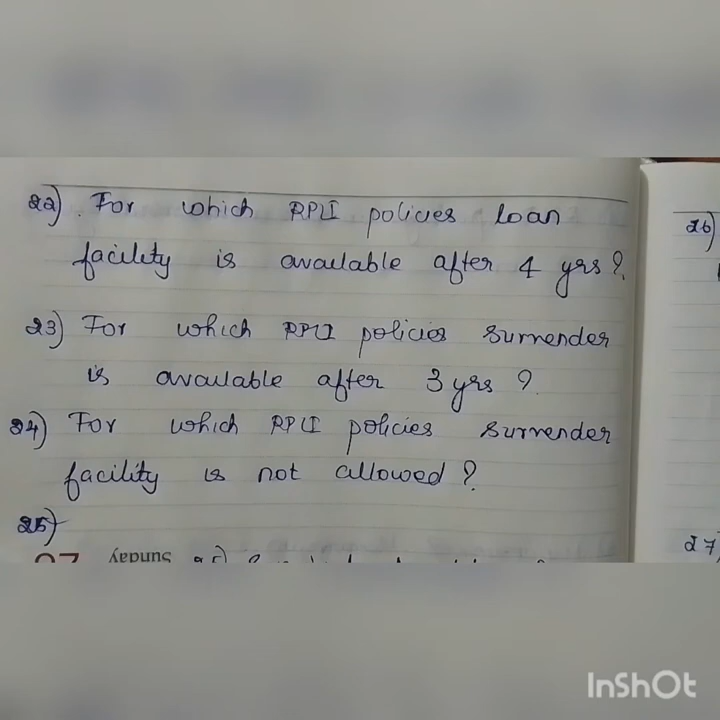 22) . For which RPLI policies loan
facility is available after 4 yrs ?
23) For which RPLI policies surrender
is available after 3 yrs ?
24) For which RPLI policies surrender
facility is not allowed ?
25)
Sunday
26)
27
InShOt